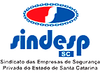 sindesp
SC
Sindicato das Empresas de Segurança
Privada do Estado de Santa Catarina